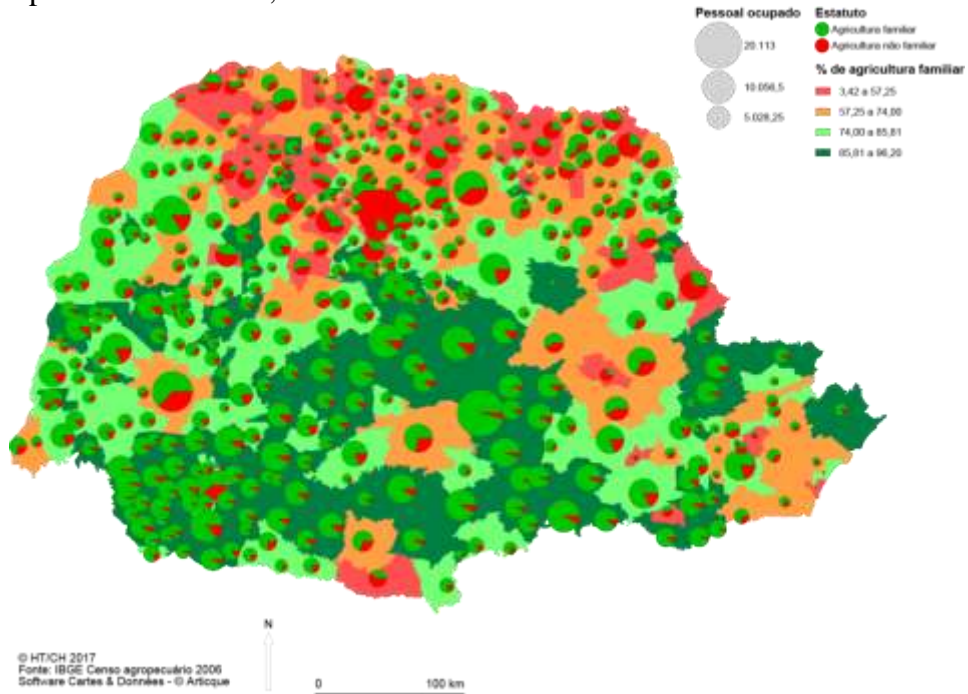 Pessoal ocupado
20.113
10.056,5
5.028,25
Estatuto
Agricultura familiar
Agricultura não familiar
% de agricultura familiar
3,42 a 57,25
57,25 a 74,00
74,00 a 85,81
85,81 a 96,20
N
© HT/CH 2017
Fonte: IBGE Censo agropecuário 2006
Software Cartes & Données - © Articque
0 100 km